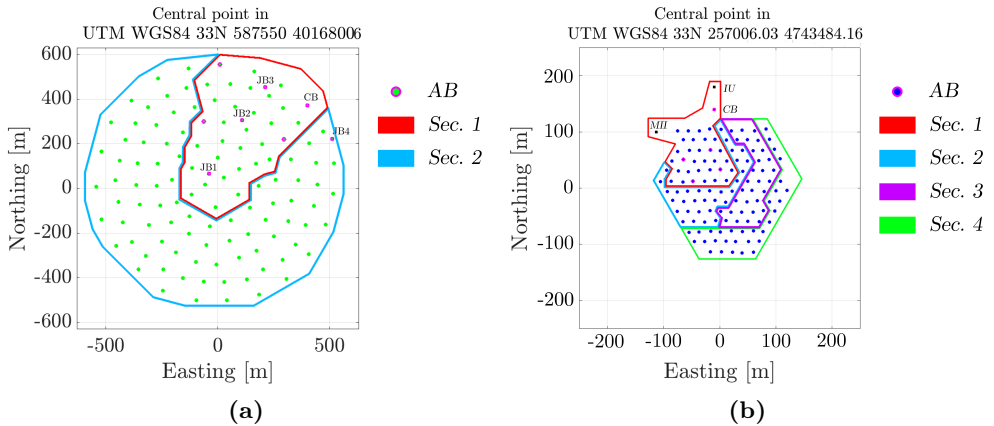 Central point in
UTM WGS84 33N 587550 40168006
600
400
200
0
-200
-400
-600
Northing [m]
-500
0
500
Easting [m]
JB3
CB
JB2
JB4
JB1
AB
Sec. 1
Sec. 2
(a)
Central point in
UTM WGS84 33N 257006.03 4743484.16
200
100
0
-100
-200
Northing [m]
-200
-100
0
100
200
Easting [m]
IU
CB
MII
AB
Sec. 1
Sec. 2
Sec. 3
Sec. 4
(b)